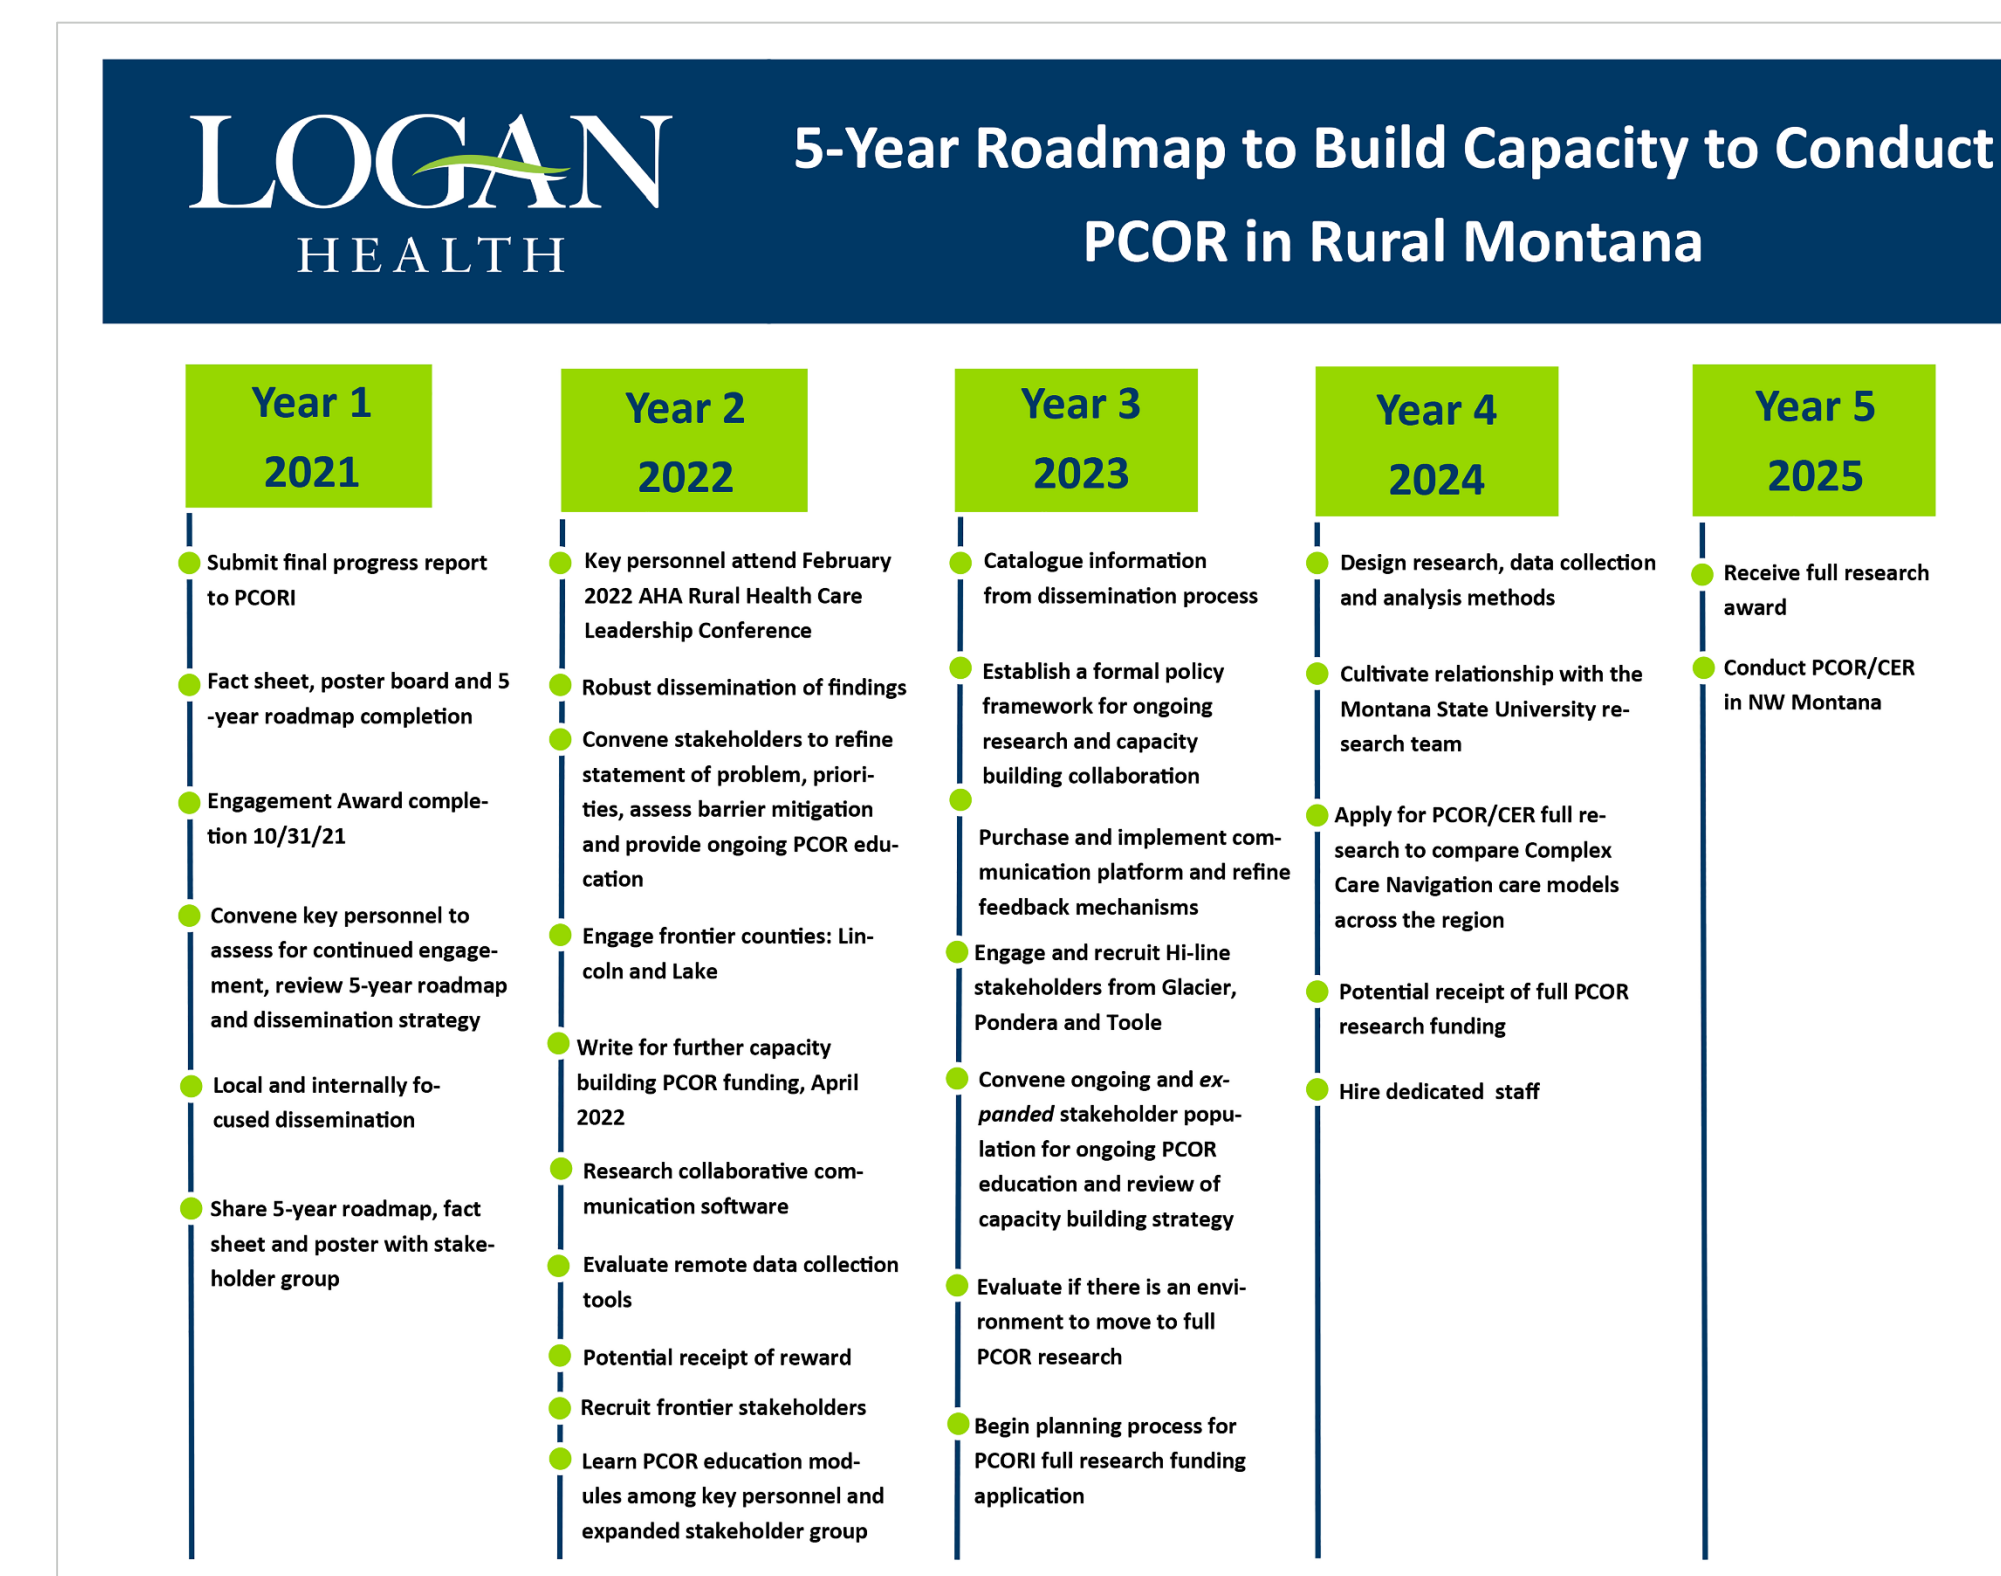 LOGAN
HEALTH
5-Year Roadmap to Build Capacity to Conduct
PCOR in Rural Montana
Year 1
2021
Submit final progress report
to PCORI
Fact sheet, poster board and 5
-year roadmap completion
Engagement Award comple-
tion 10/31/21
Convene key personnel to
assess for continued engage-
ment, review 5-year roadmap
and dissemination strategy
Local and internally fo-
cused dissemination
Share 5-year roadmap, fact
sheet and poster with stake-
holder group
Year 2
2022
Key personnel attend February
2022 AHA Rural Health Care
Leadership Conference
Robust dissemination of findings
Convene stakeholders to refine
statement of problem, priori-
ties, assess barrier mitigation
and provide ongoing PCOR edu-
cation
Engage frontier counties: Lin-
coln and Lake
Write for further capacity
building PCOR funding, April
2022
Research collaborative com-
munication software
Evaluate remote data collection
tools
Potential receipt of reward
Recruit frontier stakeholders
Learn PCOR education mod-
ules among key personnel and
expanded stakeholder group
Year 3
2023
Catalogue information
from dissemination process
Establish a formal policy
framework for ongoing
research and capacity
building collaboration
Purchase and implement com-
munication platform and refine
feedback mechanisms
Engage and recruit Hi-line
stakeholders from Glacier,
Pondera and Toole
Convene ongoing and ex-
panded stakeholder popu-
lation for ongoing PCOR
education and review of
capacity building strategy
Evaluate if there is an envi-
ronment to move to full
PCOR research
Begin planning process for
PCORI full research funding
application
Year 4
2024
Design research, data collection
and analysis methods
Cultivate relationship with the
Montana State University re-
search team
Apply for PCOR/CER full re-
search to compare Complex
Care Navigation care models
across the region
Potential receipt of full PCOR
research funding
Hire dedicated  staff
Year 5
2025
Receive full research
award
Conduct PCOR/CER
in NW Montana